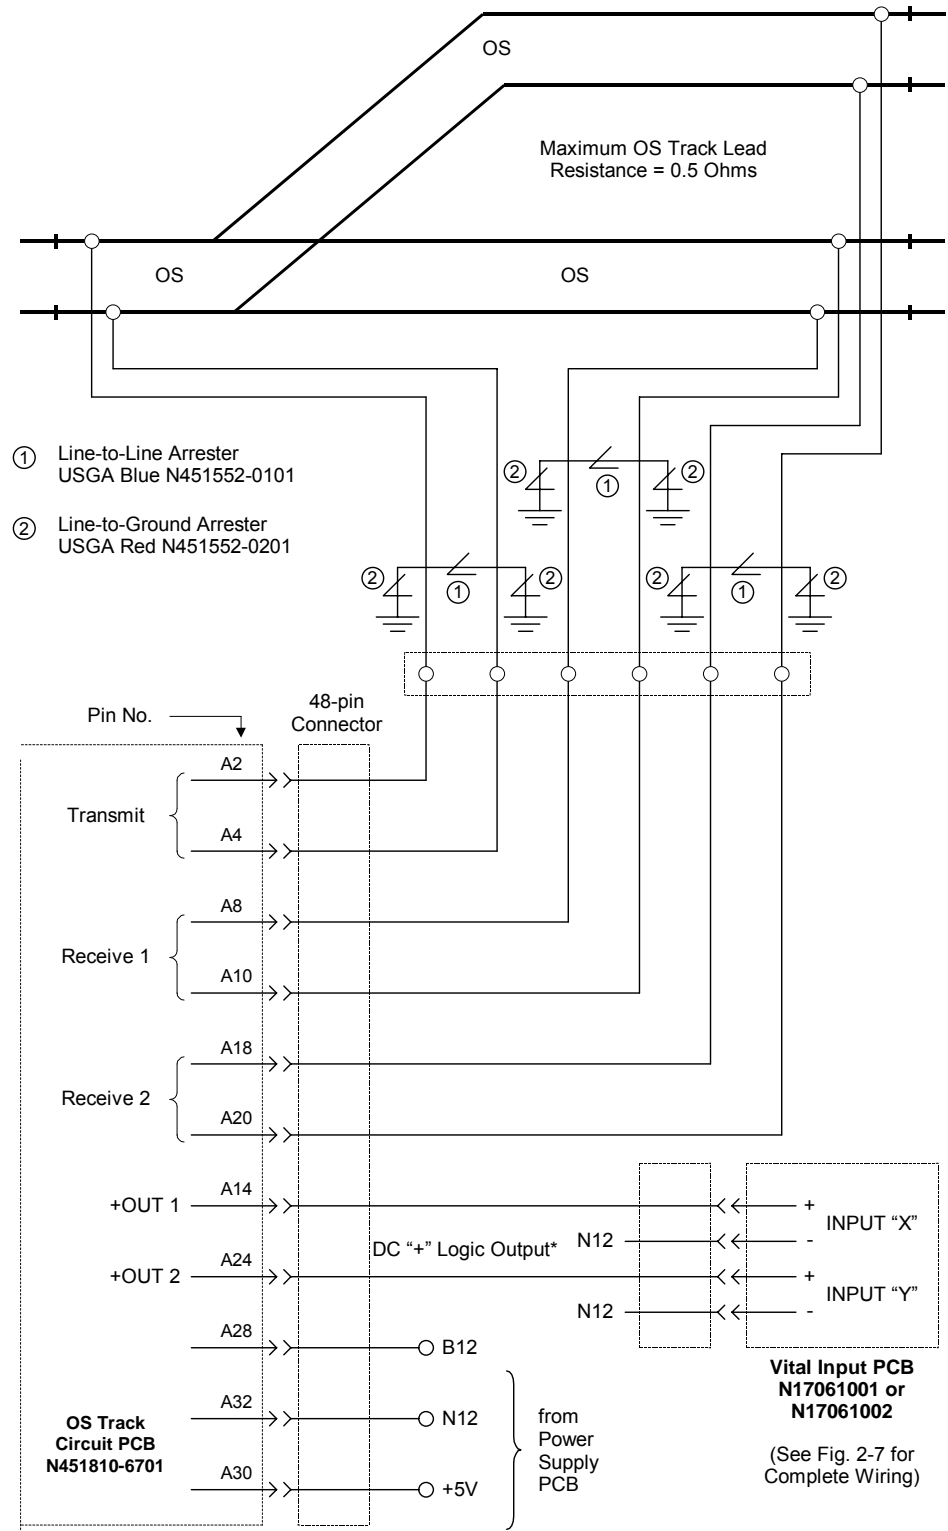 OS
Maximum OS Track Lead
Resistance = 0.5 Ohms
OS
OS
1
Line-to-Line Arrester
USGA Blue N451552-0101
2
Line-to-Ground Arrester
USGA Red N451552-0201
2
1
2
2
1
2
2
1
2
Pin No.
48-pin
Connector
A2
Transmit
A4
A8
Receive 1
A10
A18
Receive 2
A20
+OUT 1
A14
+
INPUT “X”
DC “+” Logic Output*
N12
-
+OUT 2
A24
+
INPUT “Y”
N12
-
A28
B12
A32
N12
A30
+5V
from
Power
Supply
PCB
OS Track
Circuit PCB
N451810-6701
Vital Input PCB
N17061001 or
N17061002
(See Fig. 2-7 for
Complete Wiring)